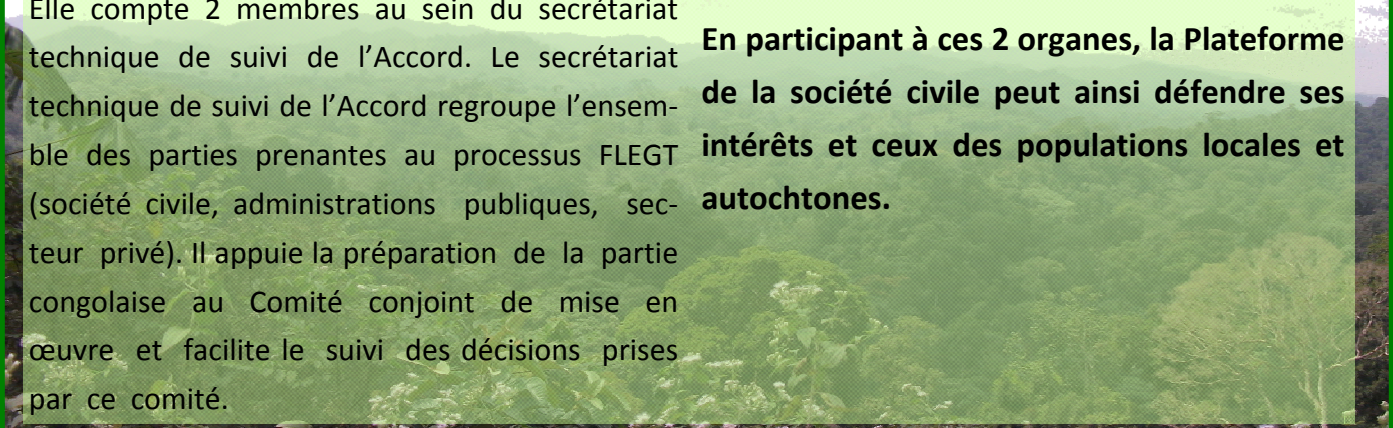 Elle compte 2 membres au sein du secrétariat
technique de suivi de l’Accord. Le secrétariat
technique de suivi de l’Accord regroupe l’ensem-
ble des parties prenantes au processus FLEGT
(société civile, administrations publiques, sec-
teur privé). Il appuie la préparation de la partie
congolaise au Comité conjoint de mise en
œuvre et facilite le suivi des décisions prises
par ce comité.
En participant à ces 2 organes, la Plateforme
de la société civile peut ainsi défendre ses
intérêts et ceux des populations locales et
autochtones.